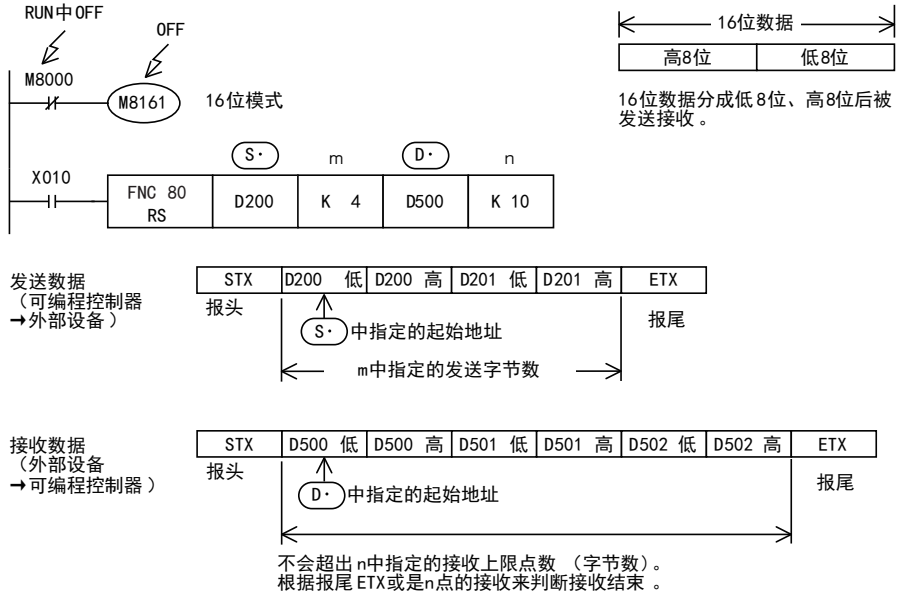 RUN中OFF
OFF
M8000
M8161
16位模式
16位数据
高8位 低8位
16位数据分成低8位、高8位后被
发送接收。
S· m D· n
X010
FNC 80
RS
D200 K 4 D500 K 10
发送数据
（可编程控制器
→外部设备）
STX D200 低 D200 高 D201 低 D201 高 ETX
报头
S· 中指定的起始地址
报尾
m中指定的发送字节数
接收数据
（外部设备
→可编程控制器）
STX D500 低 D500 高 D501 低 D501 高 D502 低 D502 高 ETX
报头
D· 中指定的起始地址
报尾
不会超出n中指定的接收上限点数 （字节数）。
根据报尾ETX或是n点的接收来判断接收结束。